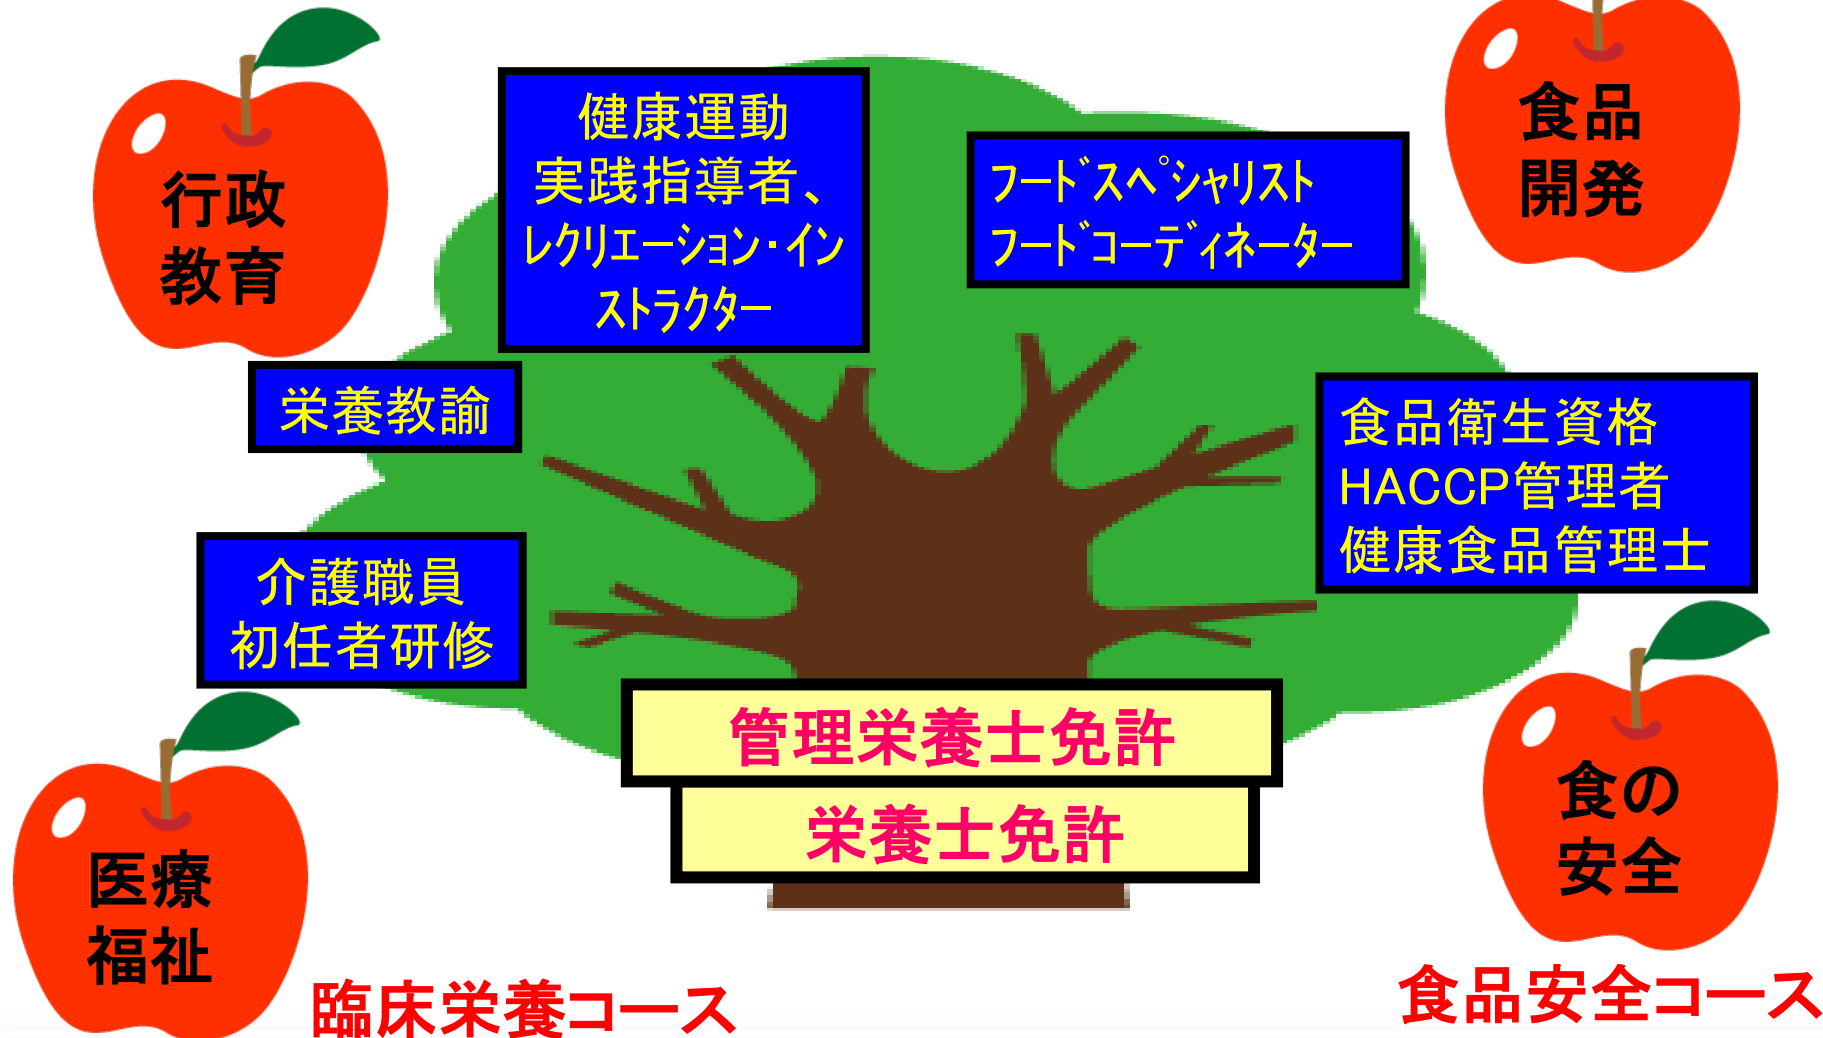 行政
教育
健康運動
実践指導者、
レクリエーション・イン
ストラクター
フードスペシャリスト
フードコーディネーター
食品
開発
栄養教諭
食品衛生資格
HACCP管理者
健康食品管理士
介護職員
初任者研修
管理栄養士免許
栄養士免許
医療
福祉
食の
安全
臨床栄養コース
食品安全コース